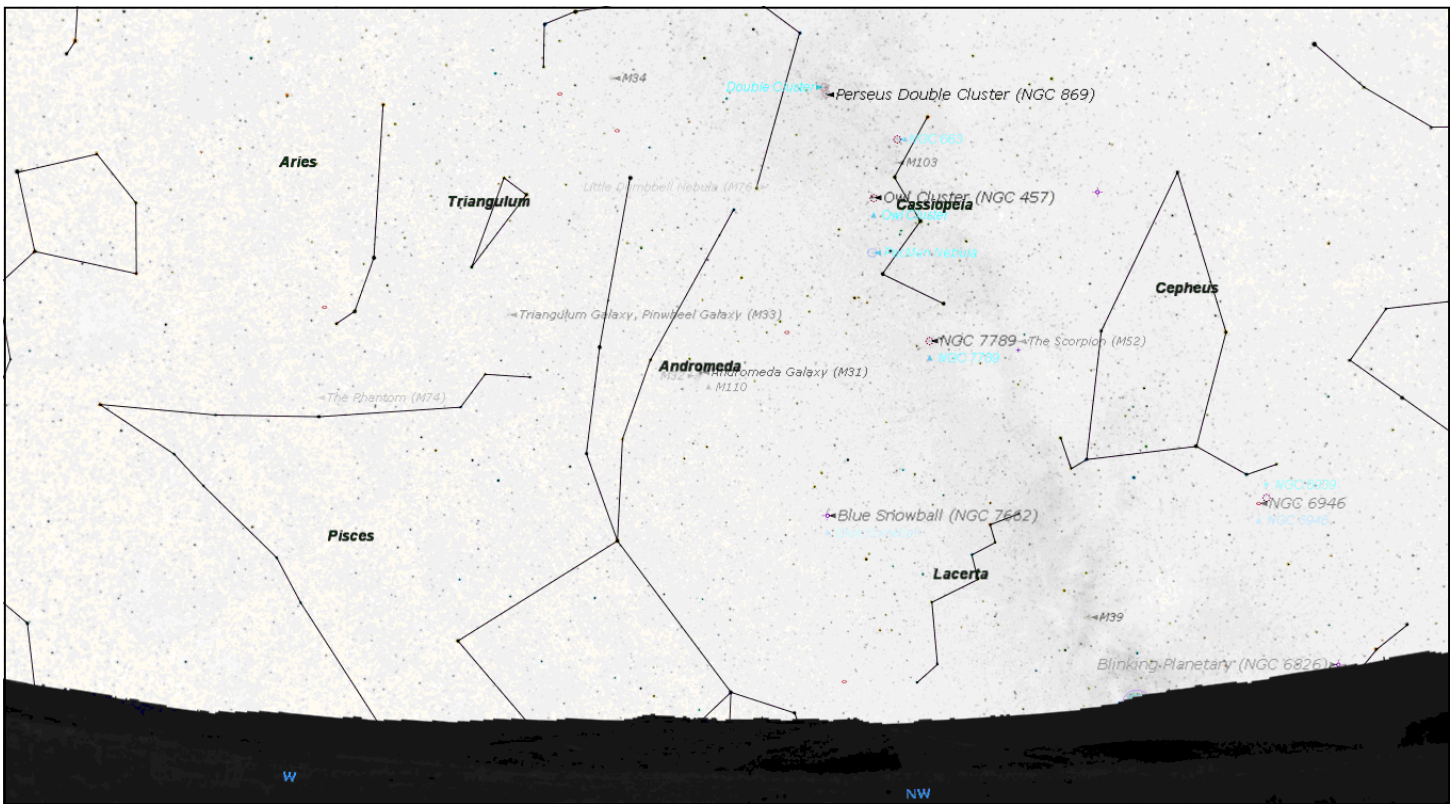 M34
Double Cluster
Perseus Double Cluster (NGC 869)
NGC 663
Aries
M103
Little Dumbbell Nebula (M76)
Triangulum
Owl Cluster (NGC 457)
Cassiopeia
Owl Cluster
PacMan Nebula
Cepheus
Triangulum Galaxy, Pinwheel Galaxy (M33)
NGC 7789
The Scorpion (M52)
NGC 7789
Andromeda
Andromeda Galaxy (M31)
M32
M110
The Phantom (M74)
NGC 6939
NGC 6946
Blue Snowball (NGC 7662)
NGC 6946
Blue Snowball
Pisces
Lacerta
M39
Blinking Planetary (NGC 6826)
W
NW